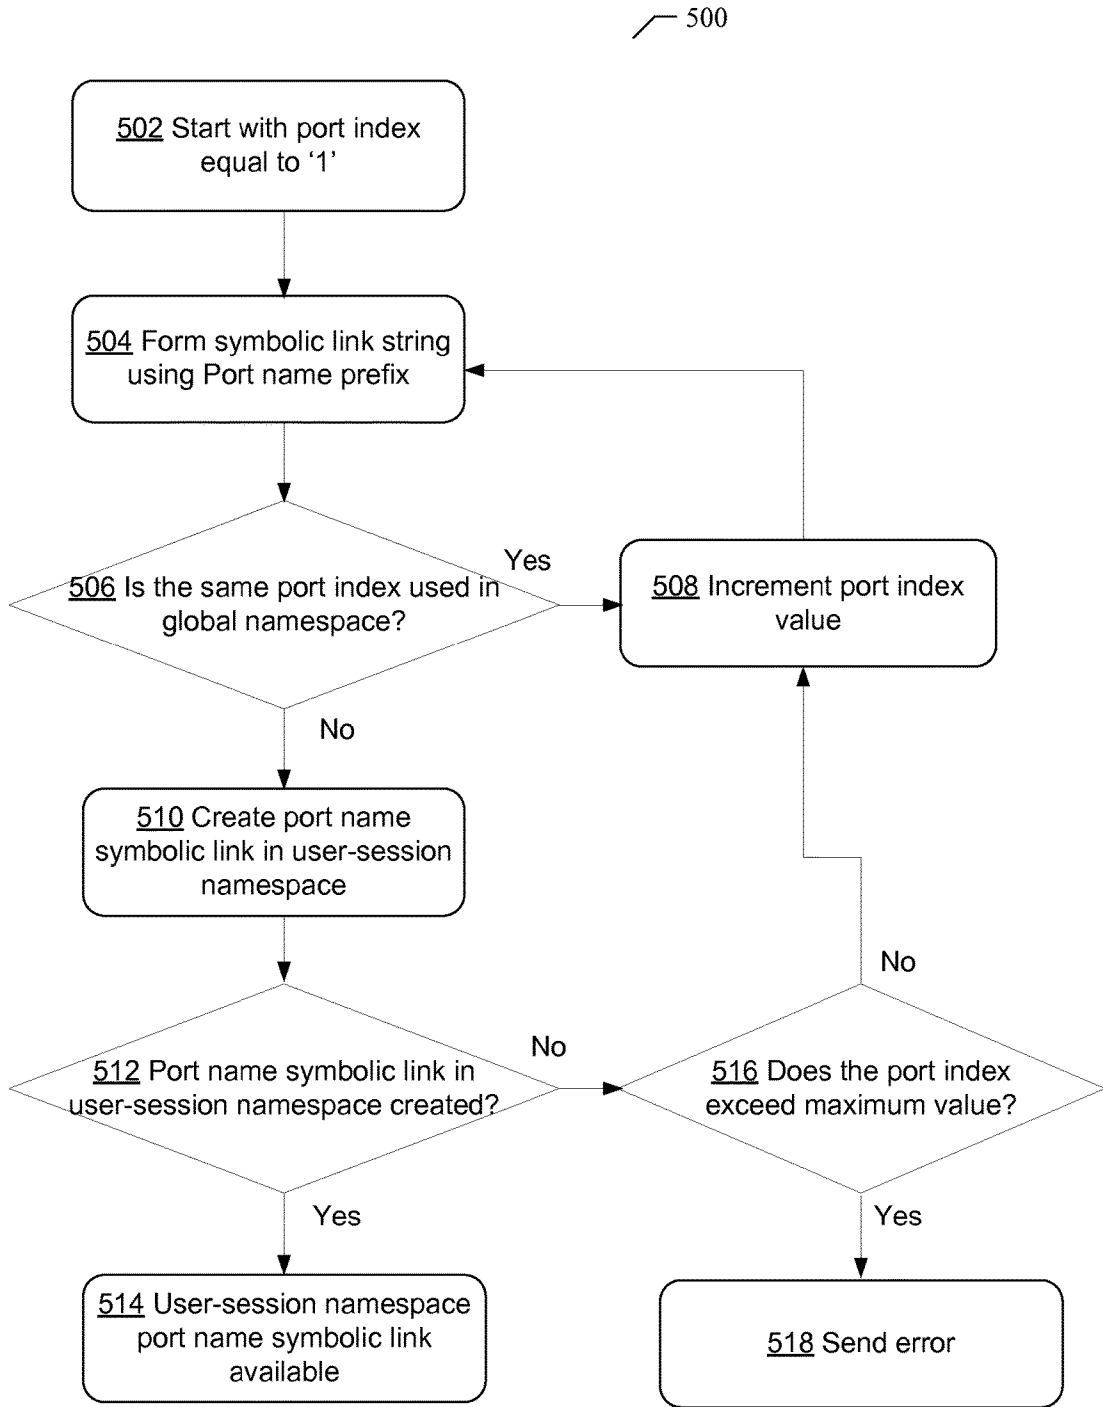 500
502 Start with port index
equal to ‘1’
504 Form symbolic link string
using Port name prefix
Yes
506 Is the same port index used in
global namespace?
508 Increment port index
value
No
510 Create port name
symbolic link in user-session
namespace
No
No
512 Port name symbolic link in
user-session namespace created?
516 Does the port index
exceed maximum value?
Yes
Yes
514 User-session namespace
port name symbolic link
available
518 Send error